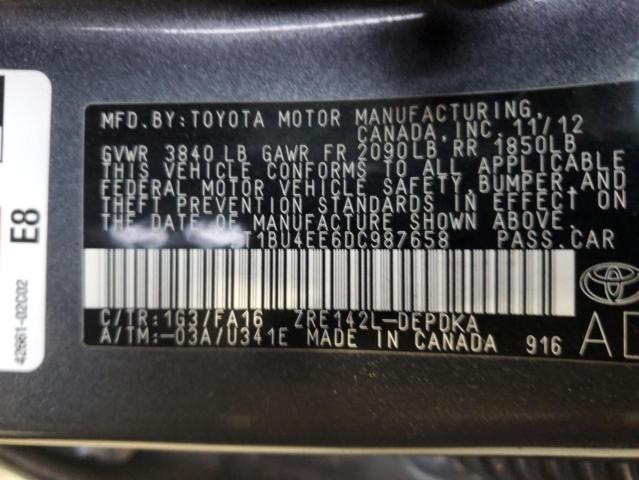 MFD. BY: TOYOTA MOTOR MANUFACTURING,
CANADA, INC. 11/12
GVWR 3840 LB GAWR FR 2090LB RR 1850LB
THIS VEHICLE CONFORMS TO ALL APPLICABLE
FEDERAL MOTOR VEHICLE SAFETY, BUMPER, AND
THEFT PREVENTION STANDARDS IN EFFECT ON
THE DATE OF MANUFACTURE SHOWN ABOVE.
T1BU4EE6DC987658 PASS. CAR
C/TR: 1G3/FA16 ZRE142L-DEPDKA
A/TM: -03A/U341E MADE IN CANADA 916
A
E8
42661-02C02